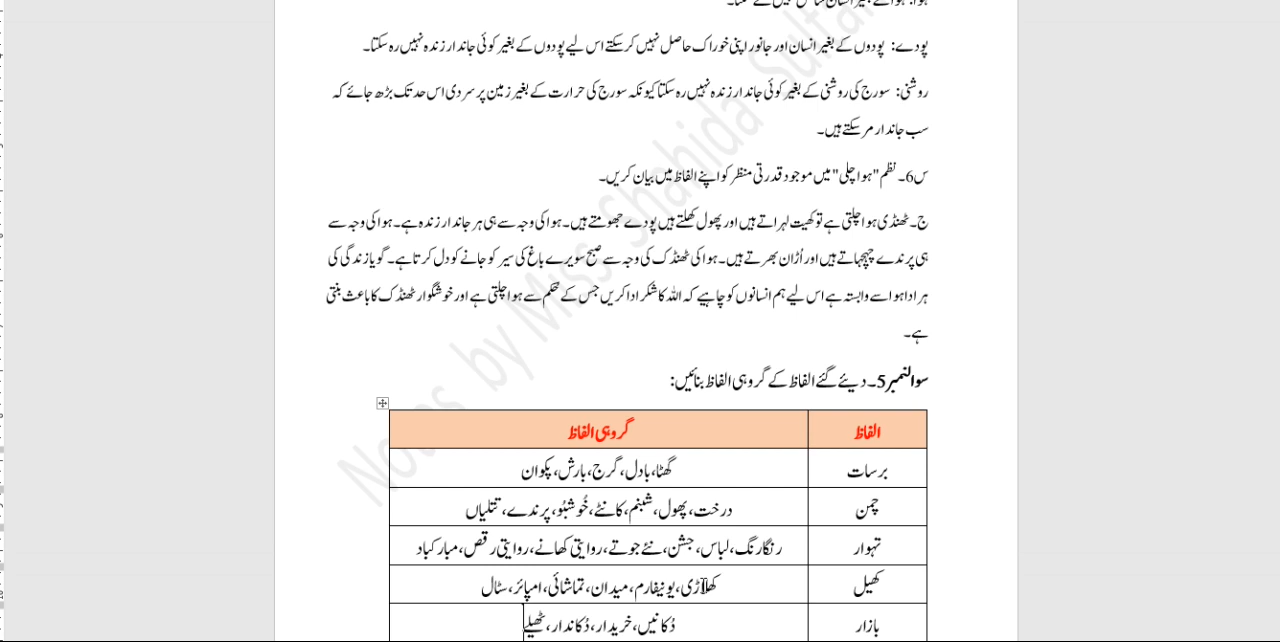 پودے: پودوں کے بغیر انسان اور جانور اپنی خوراک حاصل نہیں کر سکتے اس لیے پودوں کے بغیر کوئی جاندار زندہ نہیں رہ سکتا۔
روشنی: سورج کی روشنی کے بغیر کوئی جاندار زندہ نہیں رہ سکتا کیونکہ سورج کی حرارت کے بغیر زمین پر سردی اس حد تک بڑھ جائے کہ
سب جاندار مر سکتے ہیں۔
س6۔ نظم "ہوا چلی" میں موجود قدرتی منظر کو اپنے الفاظ میں بیان کریں۔
ج۔ ٹھنڈی ہوا چلتی ہے تو کھیت لہراتے ہیں اور پھول کھلتے ہیں پودے جھومتے ہیں۔ ہوا کی وجہ سے ہی ہر جاندار زندہ ہے۔ ہوا کی وجہ سے
ہی پرندے چہچہاتے ہیں اور اُڑان بھرتے ہیں۔ ہوا کی ٹھنڈک کی وجہ سے صبح سویرے باغ کی سیر کو جانے کو دل کرتا ہے۔ گویا زندگی کی
ہر ادا ہوا سے وابستہ ہے اس لیے ہم انسانوں کو چاہیے کہ اللہ کا شکر ادا کریں جس کے حکم سے ہوا چلتی ہے اور خوشگوار ٹھنڈک کا باعث بنتی
ہے۔
سوالنمبر5۔ دیئے گئے الفاظ کے گروہی الفاظ بنائیں:
الفاظ گروہی الفاظ
برسات گھٹا، بادل، گرج، بارش، پکوان
چمن درخت، پھول، شبنم، کانٹے، خُوشبُو، پرندے، تتلیاں
تہوار رنگارنگ، لباس، جشن، نئے جوتے، روایتی کھانے، روایتی رقص، مبارکباد
کھیل کھلاڑی، یونیفارم، میدان، تماشائی، امپائر، سٹال
بازار دُکانیں، خریدار، دُکاندار، ٹھیلے
Notes by Miss Shahida Sultan